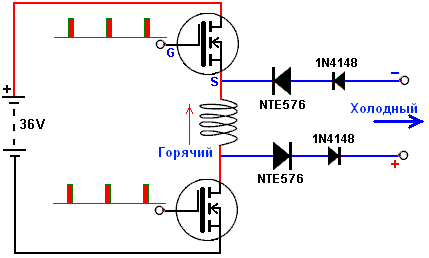 G
1N4148
S
−
+
NTE576
Холодный
36V
1N4148
Горячий
+
NTE576